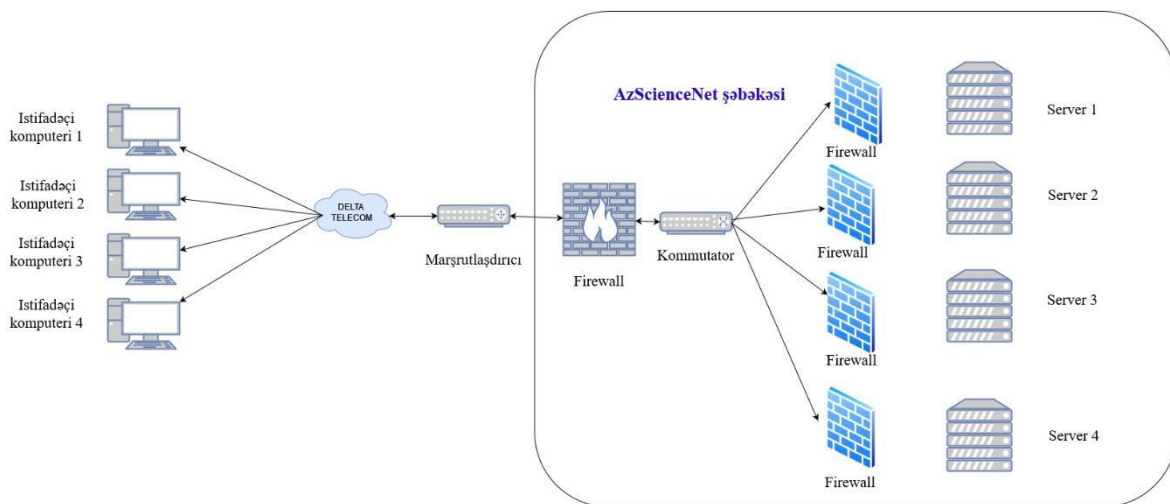 Istifadəçi
komputeri 1
Istifadəçi
komputeri 2
Istifadəçi
komputeri 3
Istifadəçi
komputeri 4
DELTA
TELECOM
Marşrutlaşdırıcı
AzScienceNet şəbəkəsi
Firewall
Kommutator
Firewall
Firewall
Firewall
Firewall
Server 1
Server 2
Server 3
Server 4